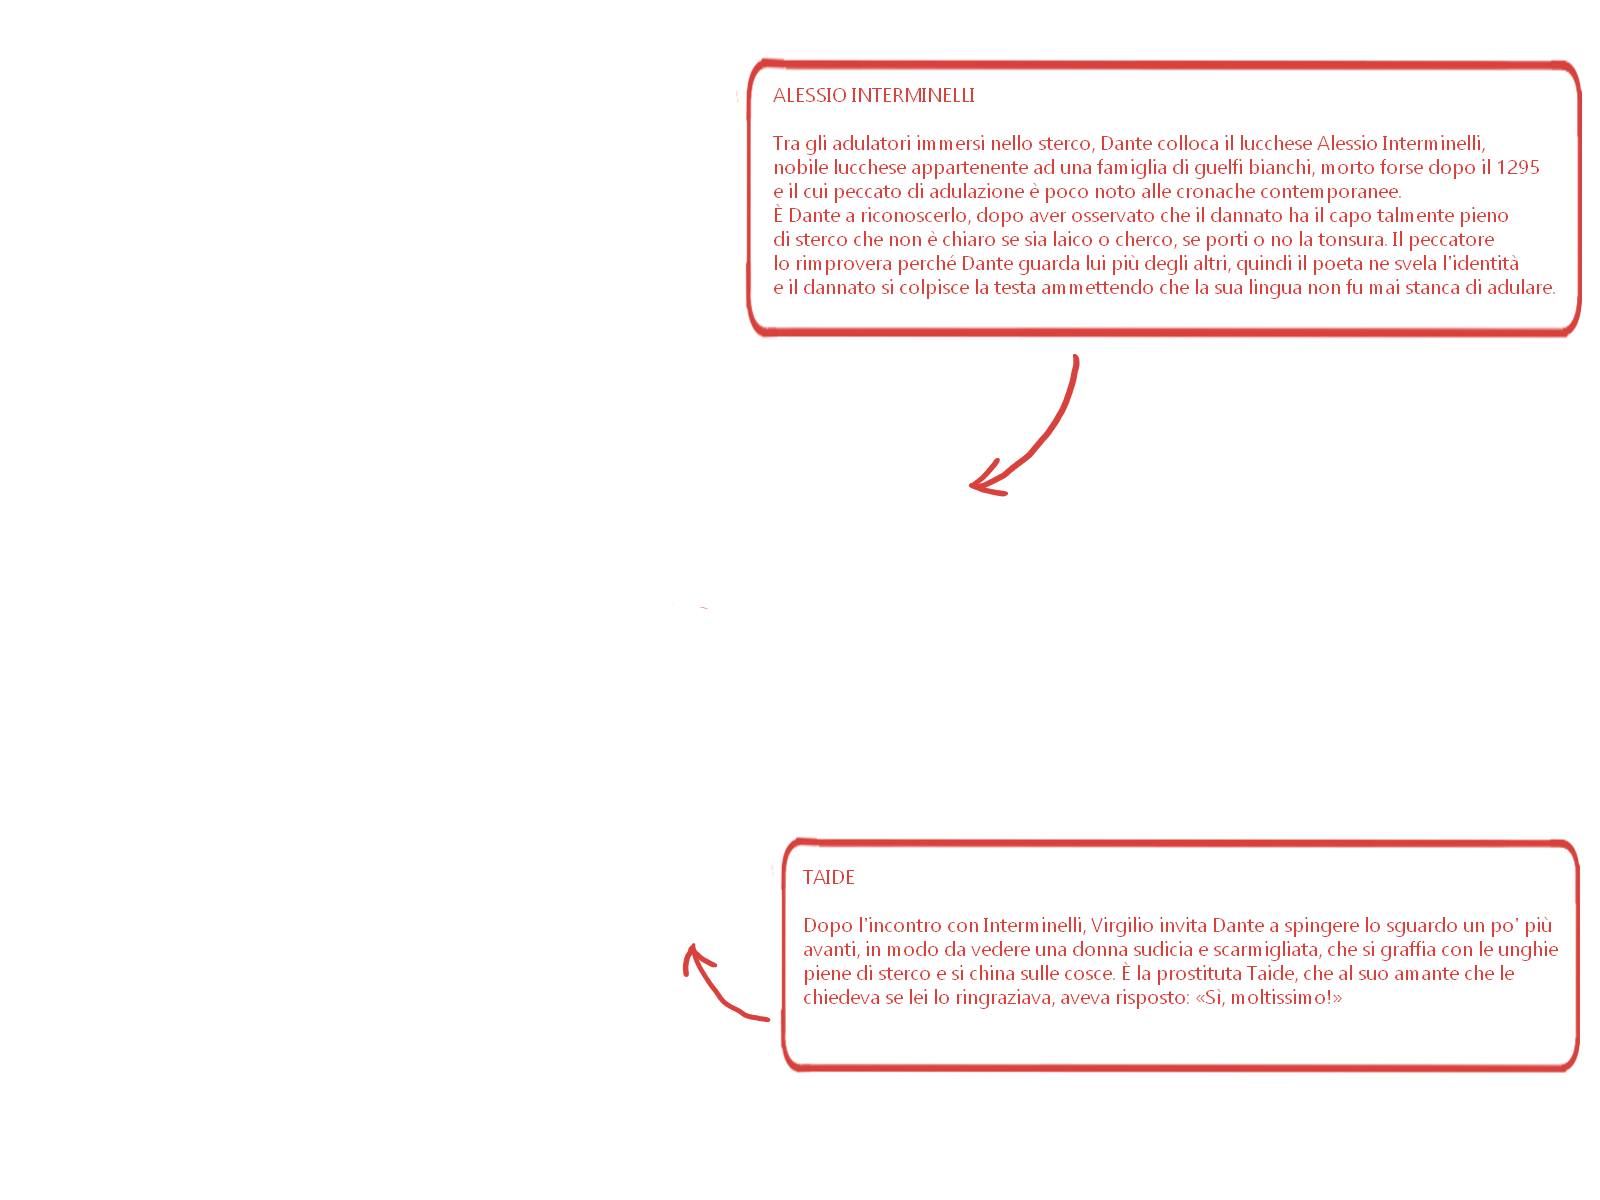 ALESSIO INTERMINELLI
Tra gli adulatori immersi nello sterco, Dante colloca il lucchese Alessio Interminelli,
nobile lucchese appartenente ad una famiglia di guelfi bianchi, morto forse dopo il 1295
e il cui peccato di adulazione è poco noto alle cronache contemporanee.
È Dante a riconoscerlo, dopo aver osservato che il dannato ha il capo talmente pieno
di sterco che non è chiaro se sia laico o cherco, se porti o no la tonsura. Il peccatore
lo rimprovera perché Dante guarda lui più degli altri, quindi il poeta ne svela l'identità
e il dannato si colpisce la testa ammettendo che la sua lingua non fu mai stanca di adulare.
TAIDE
Dopo l'incontro con Interminelli, Virgilio invita Dante a spingere lo sguardo un po' più
avanti, in modo da vedere una donna sudicia e scarmigliata, che si graffia con le unghie
piene di sterco e si china sulle cosce. È la prostituta Taide, che al suo amante che le
chiedeva se lei lo ringraziava, aveva risposto: «Sì, moltissimo!»